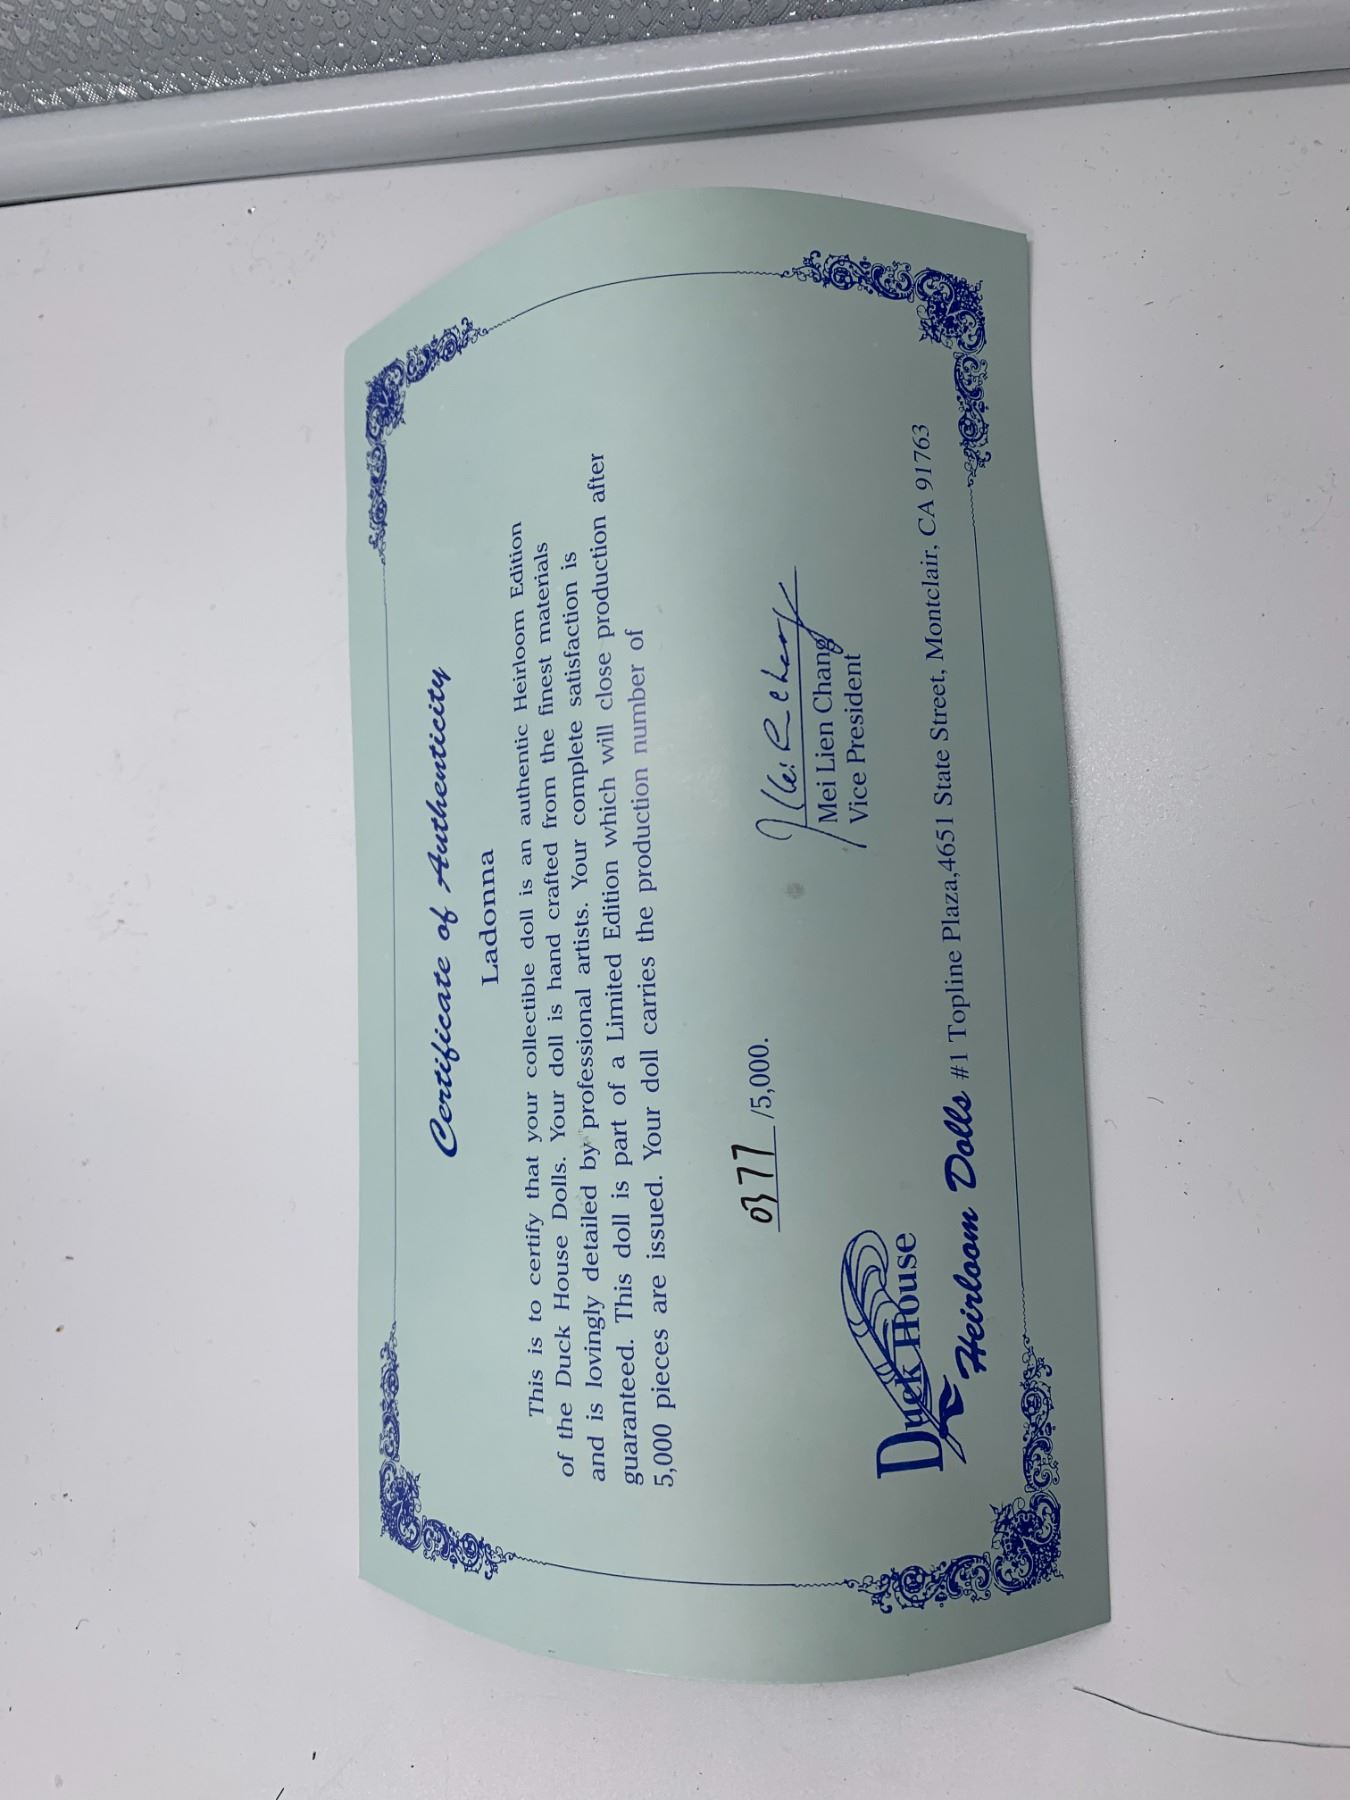 Certificate of Authenticity
Ladonna
This is to certify that your collectible doll is an authentic Heirloom Edition
of the Duck House Dolls. Your doll is hand crafted from the finest materials
and is lovingly detailed by professional artists. Your complete satisfaction is
guaranteed. This doll is part of a Limited Edition which will close production after
5,000 pieces are issued. Your doll carries the production number of
0377/5,000.
Mei Lien Chang
Vice President
Duck House
Heirloom Dolls #1 Topline Plaza,4651 State Street, Montclair, CA 91763